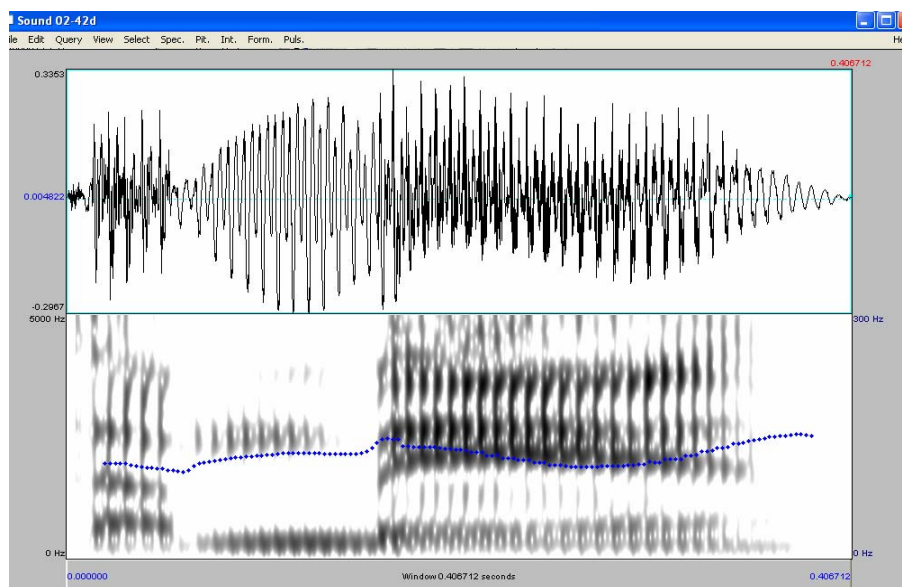 Sound 02-42d
ile Edit Query View Select Spec. Pit. Int. Form. Puls. He
0.406712
0.3353
0.004822
-0.2967
5000 Hz 300 Hz
0 Hz 0 Hz
0.000000 Window 0.406712 seconds 0.406712